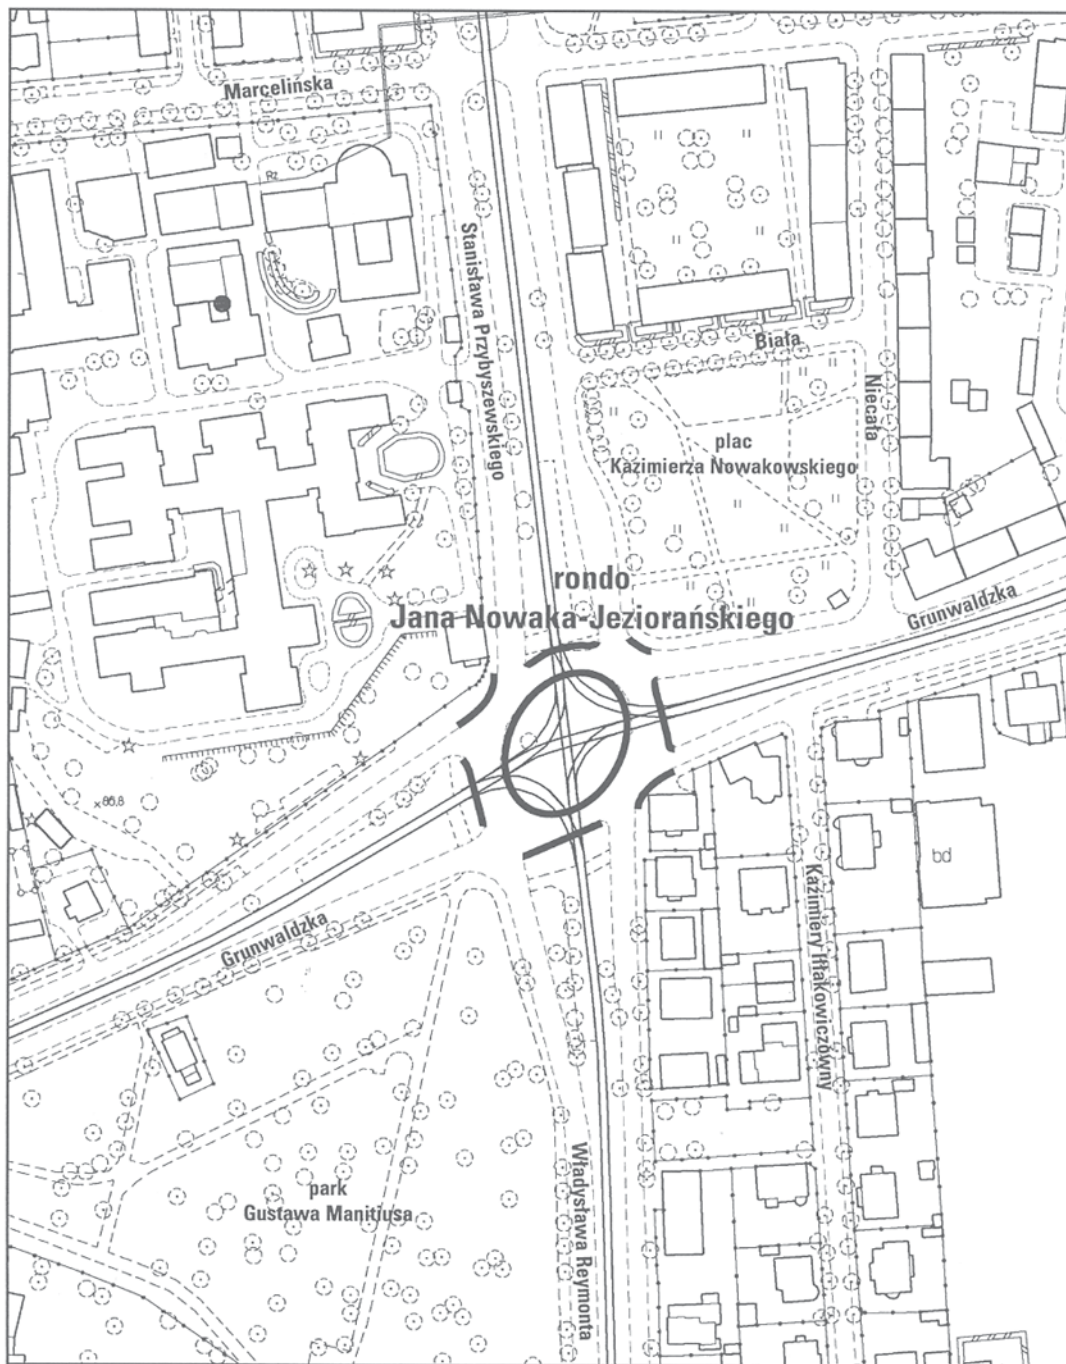 Marcelińska
Rz
Stanisława Przybyszewskiego
Biała
Niecała
plac
Kazimierza Nowakowskiego
rondo
Jana Nowaka-Jeziorańskiego
Grunwaldzka
86,8
bd
Kazimiery Iłłakowiczówny
Grunwaldzka
park
Gustawa Manitiusa
Władysława Reymonta